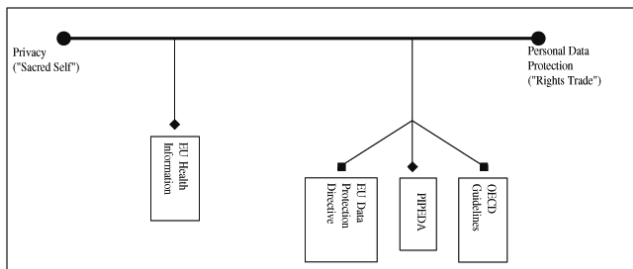 Privacy
("Sacred Self")
Personal Data
Protection
("Rights Trade")
EU Health
Information
EU Data
Protection
Directive
PIPEDA
OECD
Guidelines